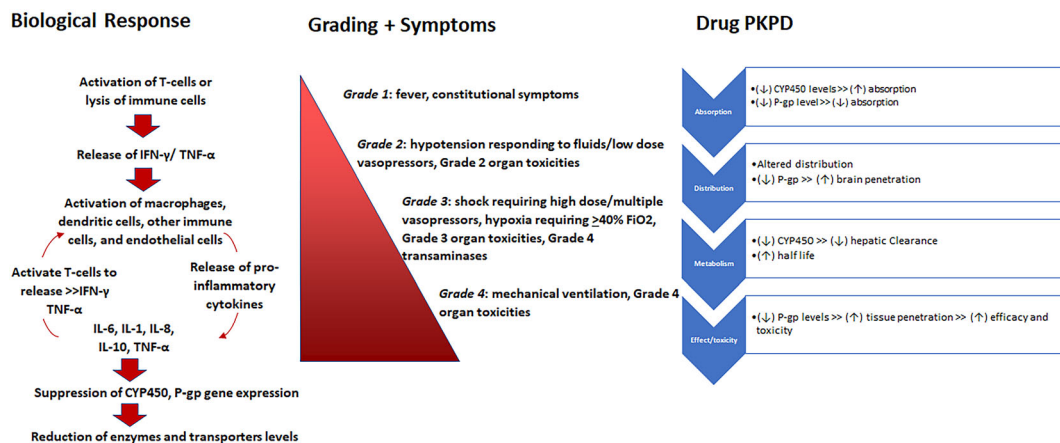 Biological Response
Activation of T-cells or
lysis of immune cells
Release of IFN-γ/ TNF-α
Activation of macrophages,
dendritic cells, other immune
cells, and endothelial cells
Activate T-cells to
release >>IFN-γ
TNF-α
Release of pro-
inflammatory
cytokines
IL-6, IL-1, IL-8,
IL-10, TNF-α
Suppression of CYP450, P-gp gene expression
Reduction of enzymes and transporters levels
Grading + Symptoms
Grade 1: fever, constitutional symptoms
Grade 2: hypotension responding to fluids/low dose
vasopressors, Grade 2 organ toxicities
Grade 3: shock requiring high dose/multiple
vasopressors, hypoxia requiring ≥40% FiO2,
Grade 3 organ toxicities, Grade 4
transaminases
Grade 4: mechanical ventilation, Grade 4
organ toxicities
Drug PKPD
Absorption
•(↓) CYP450 levels>> (↑) absorption
•(↓) P-gp level>> (↓) absorption
Distribution
•Altered distribution
•(↓) P-gp >> (↑) brain penetration
Metabolism
•(↓) CYP450 >> (↓) hepatic Clearance
•(↑) half life
Effect/toxicity
•(↓) P-gp levels>> (↑) tissue penetration >> (↑) efficacy and
toxicity